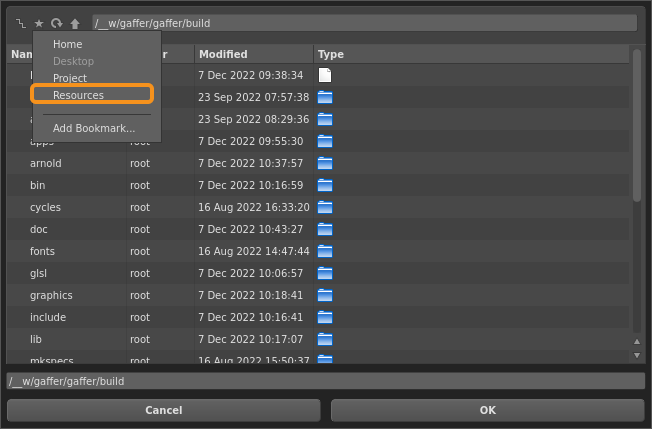 /__w/gaffer/gaffer/build
Home
Desktop
Project
Resources
Add Bookmark...
Modified Type
7 Dec 2022 09:38:34
23 Sep 2022 07:57:38
23 Sep 2022 08:29:36
apps root 7 Dec 2022 09:55:30
arnold root 7 Dec 2022 10:37:57
bin root 7 Dec 2022 10:16:59
cycles root 16 Aug 2022 16:33:20
doc root 7 Dec 2022 10:43:27
fonts root 16 Aug 2022 14:47:44
glsl root 7 Dec 2022 10:06:57
graphics root 7 Dec 2022 10:18:41
include root 7 Dec 2022 10:16:41
lib root 7 Dec 2022 10:17:07
mkspecs root 16 Aug 2022 15:50:37
/__w/gaffer/gaffer/build
Cancel OK